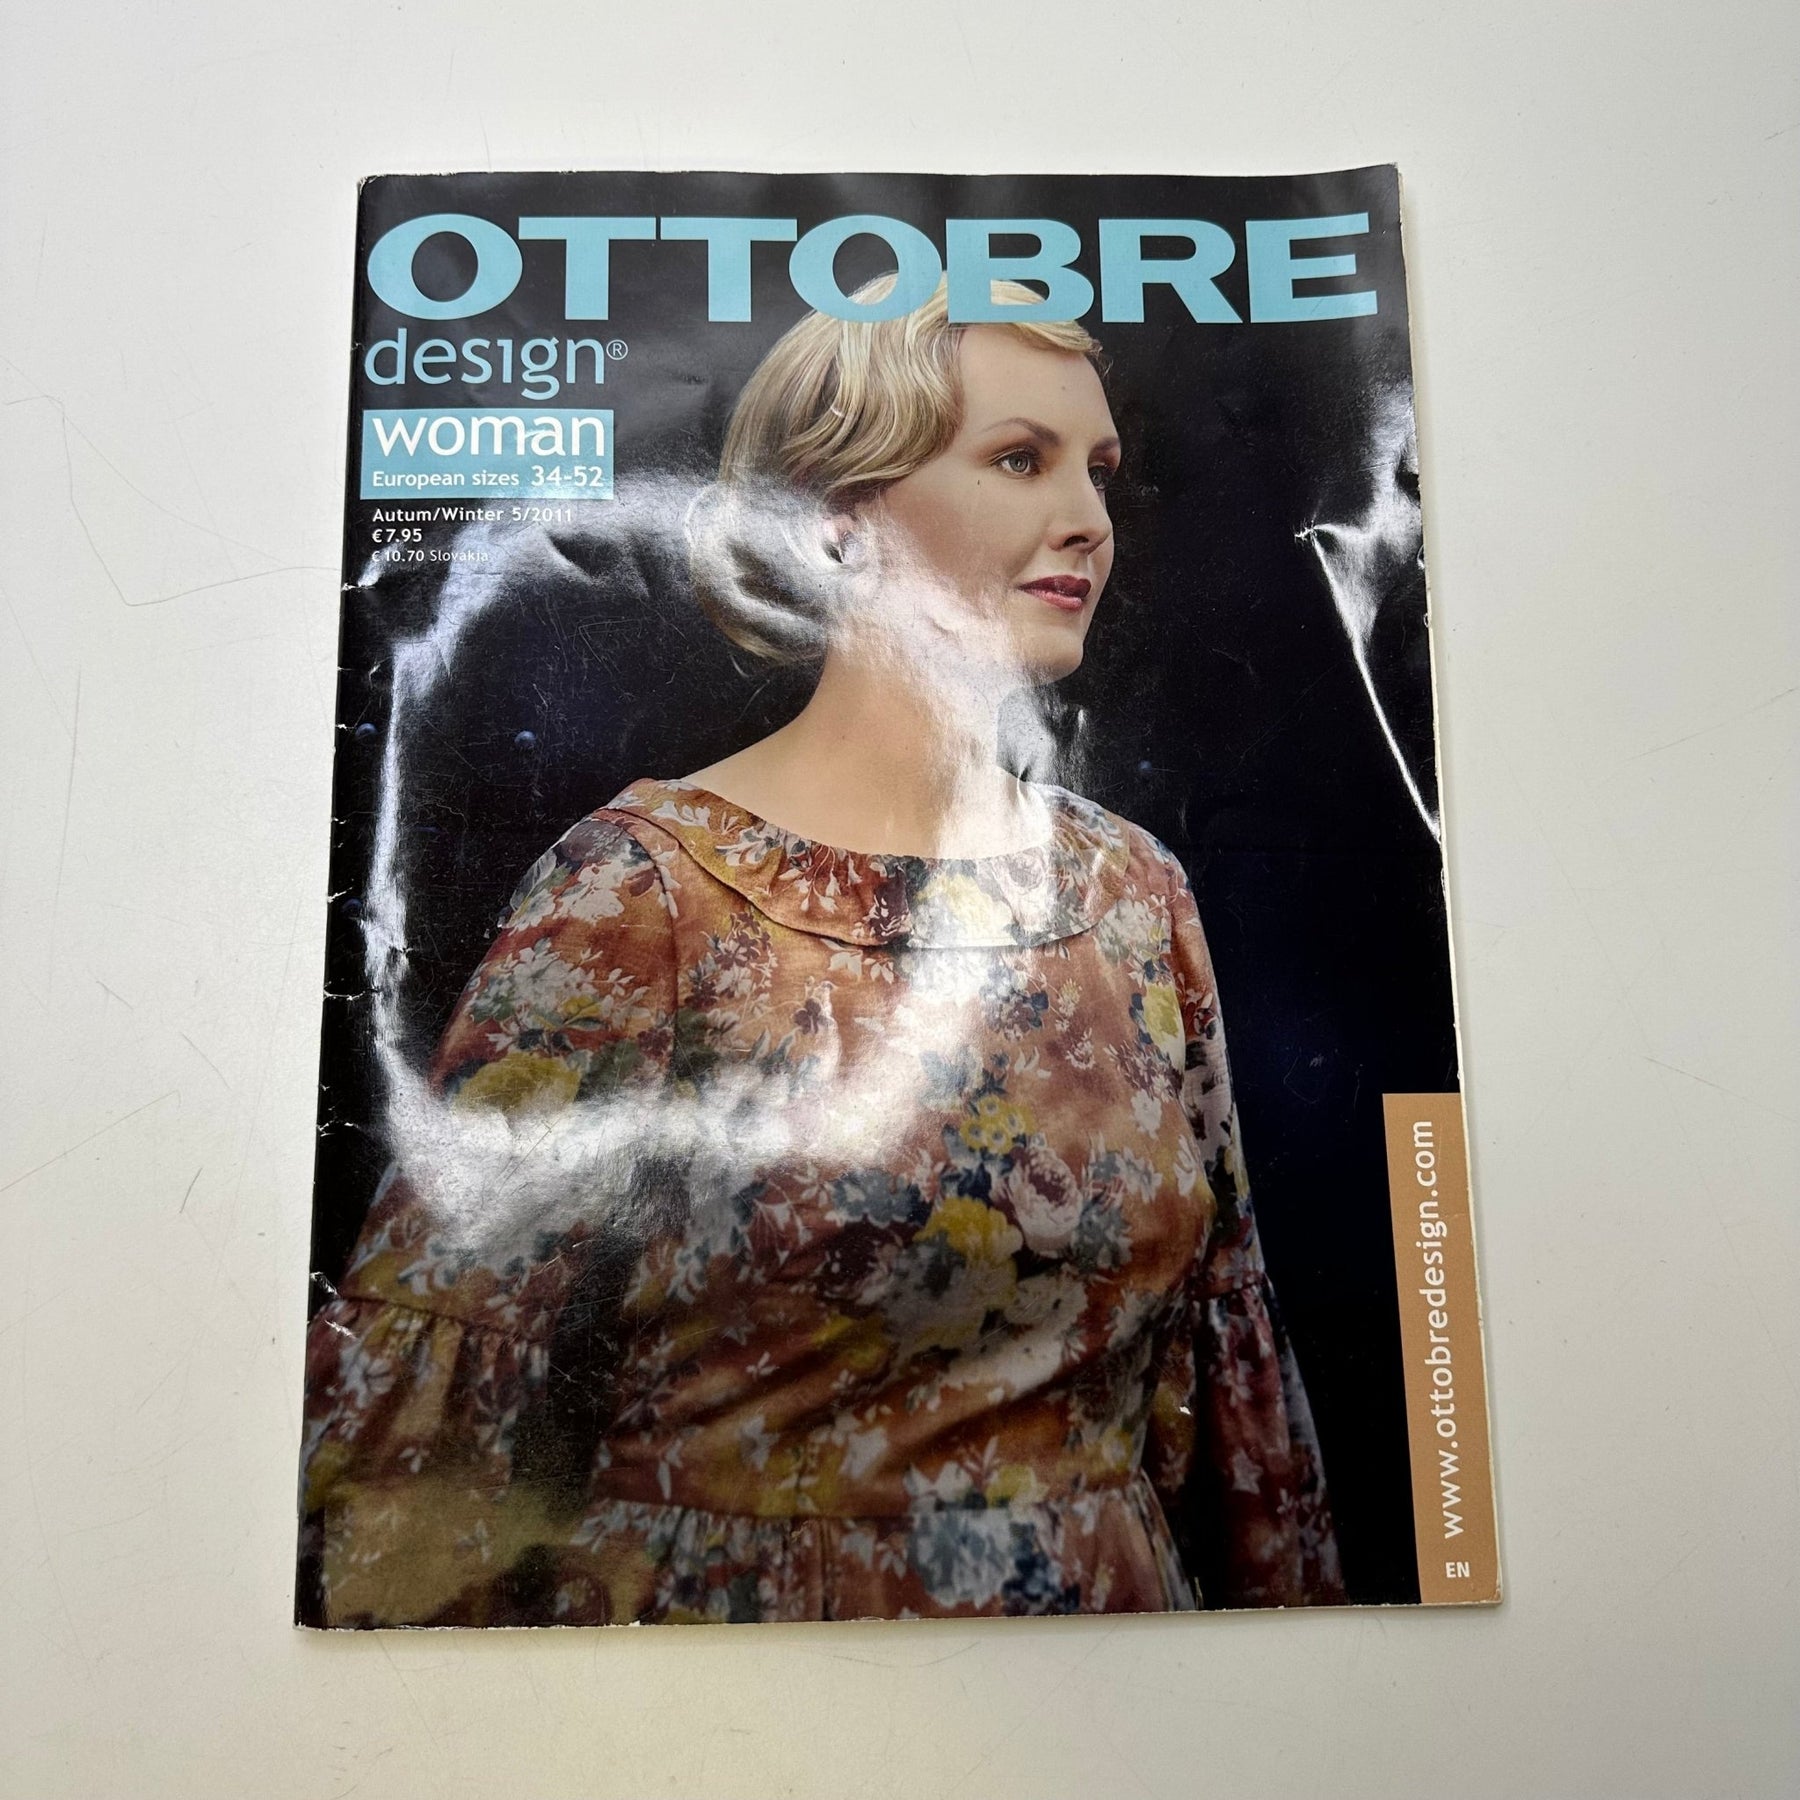 OTTOBRE
design®
woman
European sizes 34-52
Autum/Winter 5/2011
€7.95
€10.70 Slovakia
www.ottobredesign.com
EN